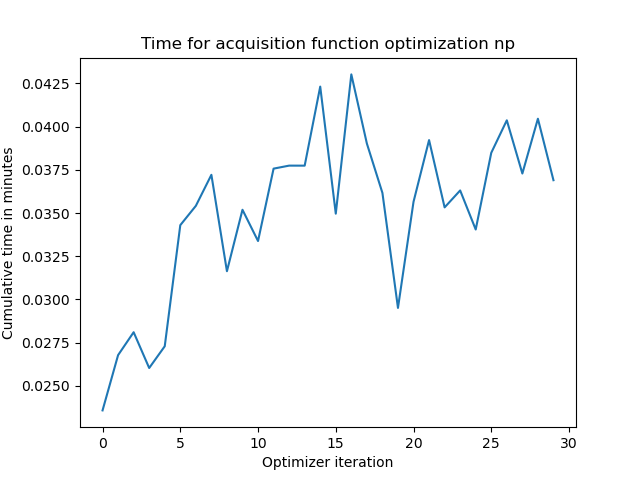 Time for acquisition function optimization np
Cumulative time in minutes
0.0425
0.0400
0.0375
0.0350
0.0325
0.0300
0.0275
0.0250
0 5 10 15 20 25 30
Optimizer iteration